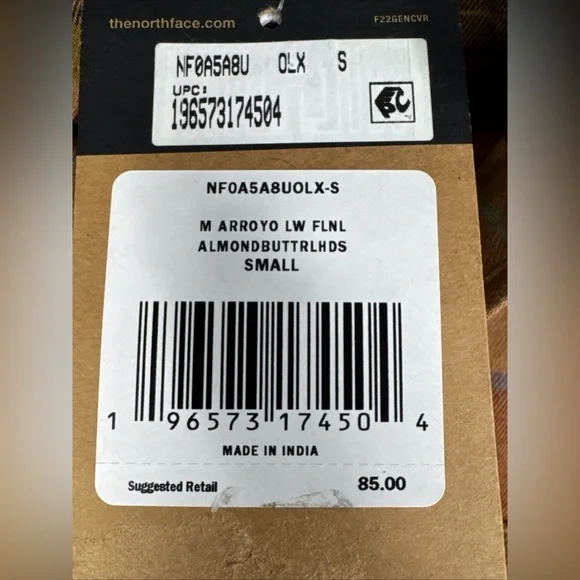 thenorthface.com
F22GENCVR
NF0A5A8U OLX S
UPC:
196573174504
NF0A5A8UOLX-S
M ARROYO LW FLNL
ALMONDBUTTRLHDS
SMALL
1 96573 17450 4
MADE IN INDIA
Suggested Retail 85.00